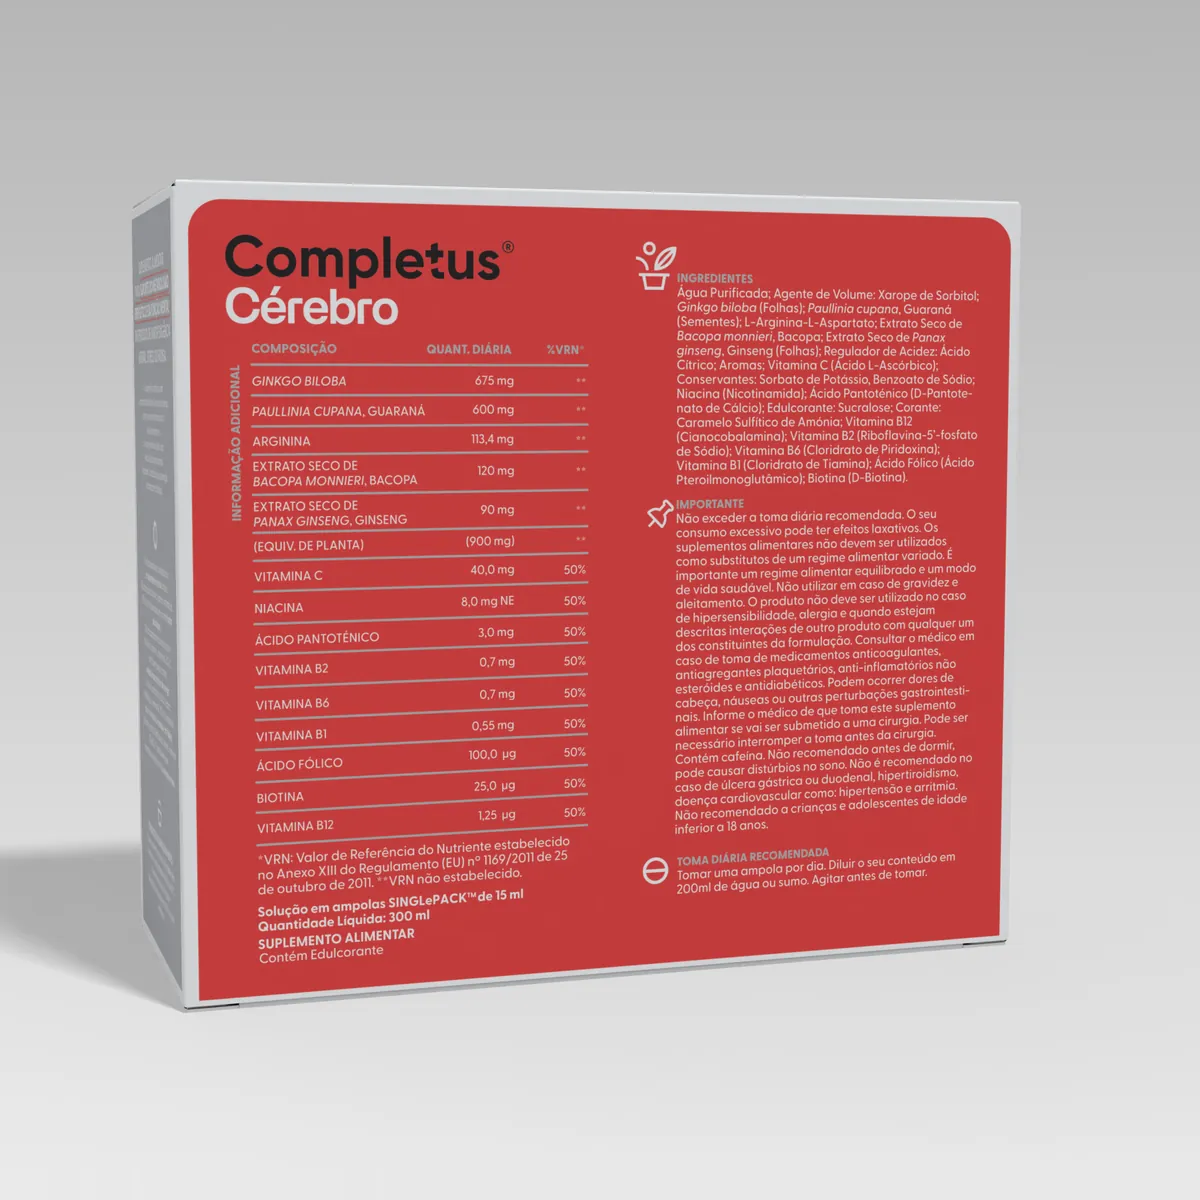 Completus®
Cérebro
INFORMAÇÃO ADICIONAL
COMPOSIÇÃO QUANT. DIÁRIA %VRN*
GINKGO BILOBA 675 mg **
PAULLINIA CUPANA, GUARANÁ 600 mg **
ARGININA 113,4 mg **
EXTRATO SECO DE
BACOPA MONNIERI, BACOPA 120 mg **
EXTRATO SECO DE
PANAX GINSENG, GINSENG 90 mg **
(EQUIV. DE PLANTA) (900 mg) **
VITAMINA C 40,0 mg 50%
NIACINA 8,0 mg NE 50%
ÁCIDO PANTOTÉNICO 3,0 mg 50%
VITAMINA B2 0,7 mg 50%
VITAMINA B6 0,7 mg 50%
VITAMINA B1 0,55 mg 50%
ÁCIDO FÓLICO 100,0 µg 50%
BIOTINA 25,0 µg 50%
VITAMINA B12 1,25 µg 50%
*VRN: Valor de Referência do Nutriente estabelecido
no Anexo XIII do Regulamento (EU) nº 1169/2011 de 25
de outubro de 2011. **VRN não estabelecido.
Solução em ampolas SINGLePACK™ de 15 ml
Quantidade Líquida: 300 ml
SUPLEMENTO ALIMENTAR
Contém Edulcorante
INGREDIENTES
Água Purificada; Agente de Volume: Xarope de Sorbitol;
Ginkgo biloba (Folhas); Paullinia cupana, Guaraná
(Sementes); L-Arginina-L-Aspartato; Extrato Seco de
Bacopa monnieri, Bacopa; Extrato Seco de Panax
ginseng, Ginseng (Folhas); Regulador de Acidez: Ácido
Cítrico; Aromas; Vitamina C (Ácido L-Ascórbico);
Conservantes: Sorbato de Potássio, Benzoato de Sódio;
Niacina (Nicotinamida); Ácido Pantoténico (D-Pantote-
nato de Cálcio); Edulcorante: Sucralose; Corante:
Caramelo Sulfítico de Amónia; Vitamina B12
(Cianocobalamina); Vitamina B2 (Riboflavina-5'-fosfato
de Sódio); Vitamina B6 (Cloridrato de Piridoxina);
Vitamina B1 (Cloridrato de Tiamina); Ácido Fólico (Ácido
Pteroilmonoglutâmico); Biotina (D-Biotina).
IMPORTANTE
Não exceder a toma diária recomendada. O seu
consumo excessivo pode ter efeitos laxativos. Os
suplementos alimentares não devem ser utilizados
como substitutos de um regime alimentar variado. É
importante um regime alimentar equilibrado e um modo
de vida saudável. Não utilizar em caso de gravidez e
aleitamento. O produto não deve ser utilizado no caso
de hipersensibilidade, alergia e quando estejam
descritas interações de outro produto com qualquer um
dos constituintes da formulação. Consultar o médico em
caso de toma de medicamentos anticoagulantes,
antiagregantes plaquetários, anti-inflamatórios não
esteróides e antidiabéticos. Podem ocorrer dores de
cabeça, náuseas ou outras perturbações gastrointesti-
nais. Informe o médico de que toma este suplemento
alimentar se vai ser submetido a uma cirurgia. Pode ser
necessário interromper a toma antes da cirurgia.
Contém cafeína. Não recomendado antes de dormir,
pode causar distúrbios no sono. Não é recomendado no
caso de úlcera gástrica ou duodenal, hipertiroidismo,
doença cardiovascular como: hipertensão e arritmia.
Não recomendado a crianças e adolescentes de idade
inferior a 18 anos.
TOMA DIÁRIA RECOMENDADA
Tomar uma ampola por dia. Diluir o seu conteúdo em
200ml de água ou sumo. Agitar antes de tomar.